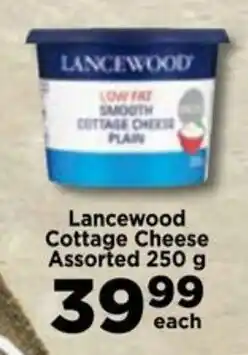 LANCEWOOD
LOW FAT
SMOOTH
COTTAGE CHEESE
PLAIN
Lancewood
Cottage Cheese
Assorted 250 g
39 99
each